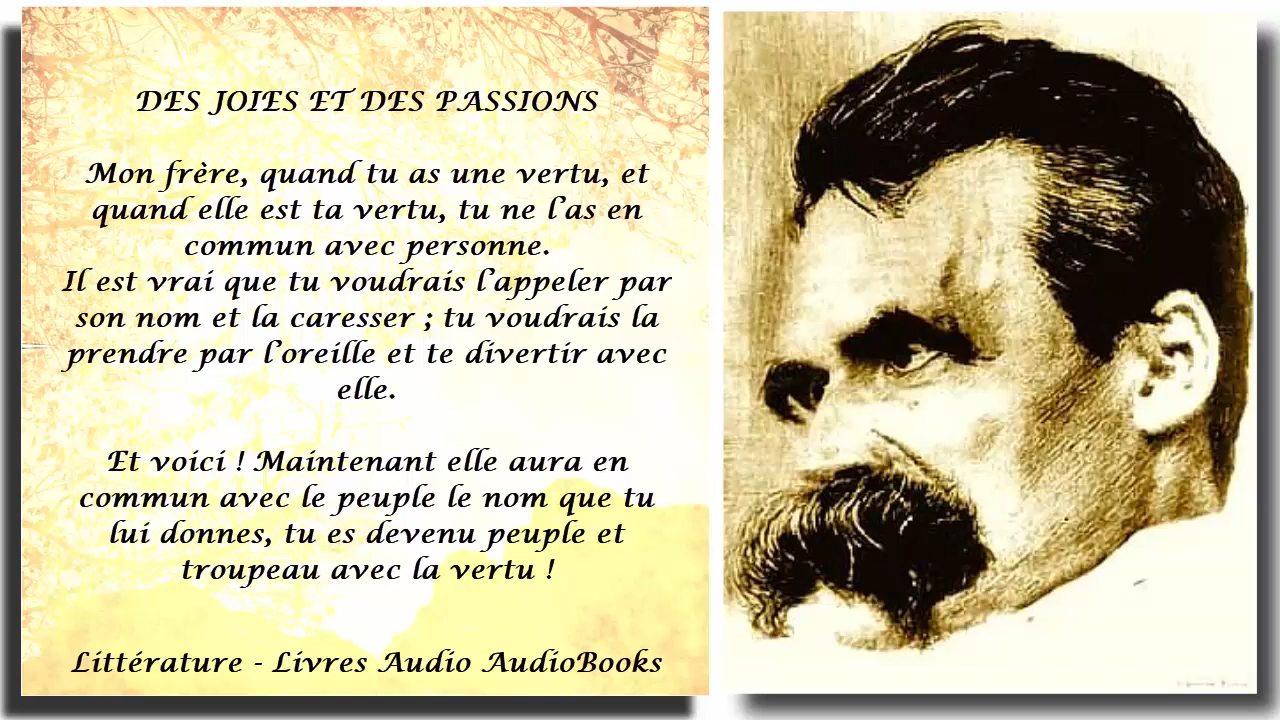 DES JOIES ET DES PASSIONS
Mon frère, quand tu as une vertu, et
quand elle est ta vertu, tu ne l'as en
commun avec personne.
Il est vrai que tu voudrais l'appeler par
son nom et la caresser ; tu voudrais la
prendre par l'oreille et te divertir avec
elle.
Et voici ! Maintenant elle aura en
commun avec le peuple le nom que tu
lui donnes, tu es devenu peuple et
troupeau avec la vertu !
Littérature - Livres Audio AudioBooks